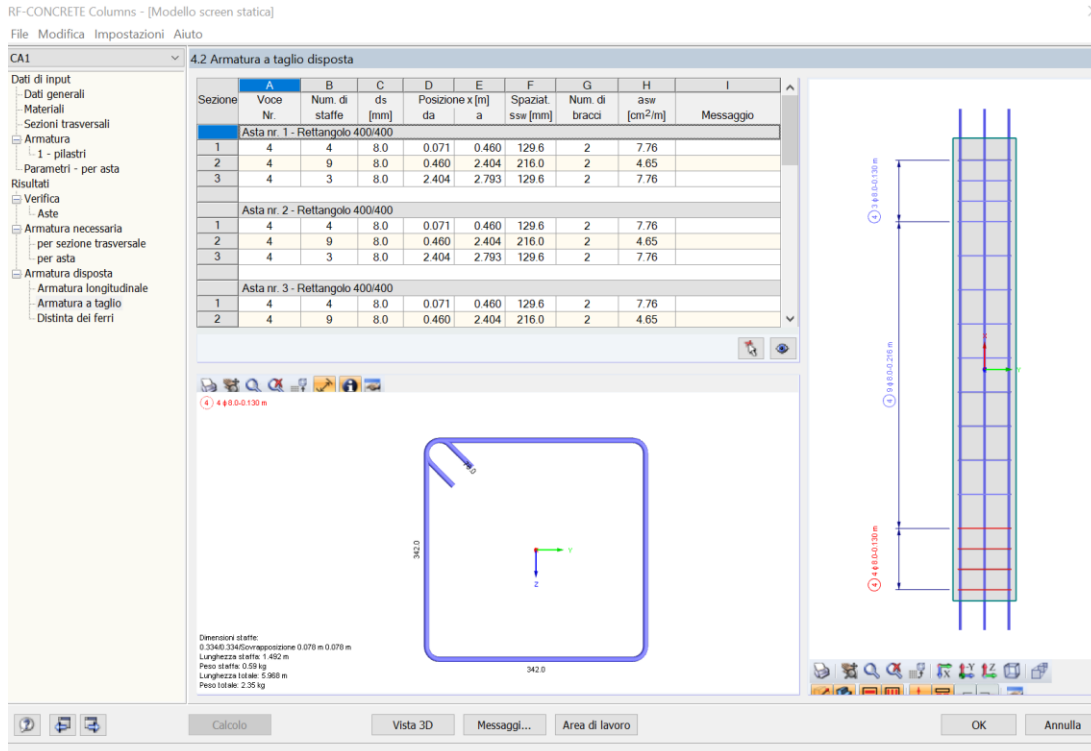 RF-CONCRETE Columns - [Modello screen statica]
File Modifica Impostazioni Aiuto
CA1
4.2 Armatura a taglio disposta
Dati di input
Dati generali
Materiali
Sezioni trasversali
Armatura
1 - pilastri
Parametri - per asta
Risultati
Verifica
Aste
Armatura necessaria
per sezione trasversale
per asta
Armatura disposta
Armatura longitudinale
Armatura a taglio
Distinta dei ferri
A B C D E F G H I
Sezione Voce Num. di ds Posizione x [m] Spaziat. Num. di asw
Nr. staffe [mm] da a ssw [mm] bracci [cm²/m] Messaggio
Asta nr. 1 - Rettangolo 400/400
1 4 4 8.0 0.071 0.460 129.6 2 7.76
2 4 9 8.0 0.460 2.404 216.0 2 4.65
3 4 3 8.0 2.404 2.793 129.6 2 7.76
Asta nr. 2 - Rettangolo 400/400
1 4 4 8.0 0.071 0.460 129.6 2 7.76
2 4 9 8.0 0.460 2.404 216.0 2 4.65
3 4 3 8.0 2.404 2.793 129.6 2 7.76
Asta nr. 3 - Rettangolo 400/400
1 4 4 8.0 0.071 0.460 129.6 2 7.76
2 4 9 8.0 0.460 2.404 216.0 2 4.65
4 4 ϕ 8.0-0.130 m
342.0
Y
Z
342.0
Dimensioni staffe:
0.334/0.334/Sovrapposizione 0.078 m 0.078 m
Lunghezza staffa: 1.492 m
Peso staffa: 0.59 kg
Lunghezza totale: 5.968 m
Peso totale: 2.35 kg
4 3 ϕ 8.0-0.130 m
4 9 ϕ 8.0-0.216 m
4 4 ϕ 8.0-0.130 m
Y
Calcolo
Vista 3D
Messaggi...
Area di lavoro
OK
Annulla